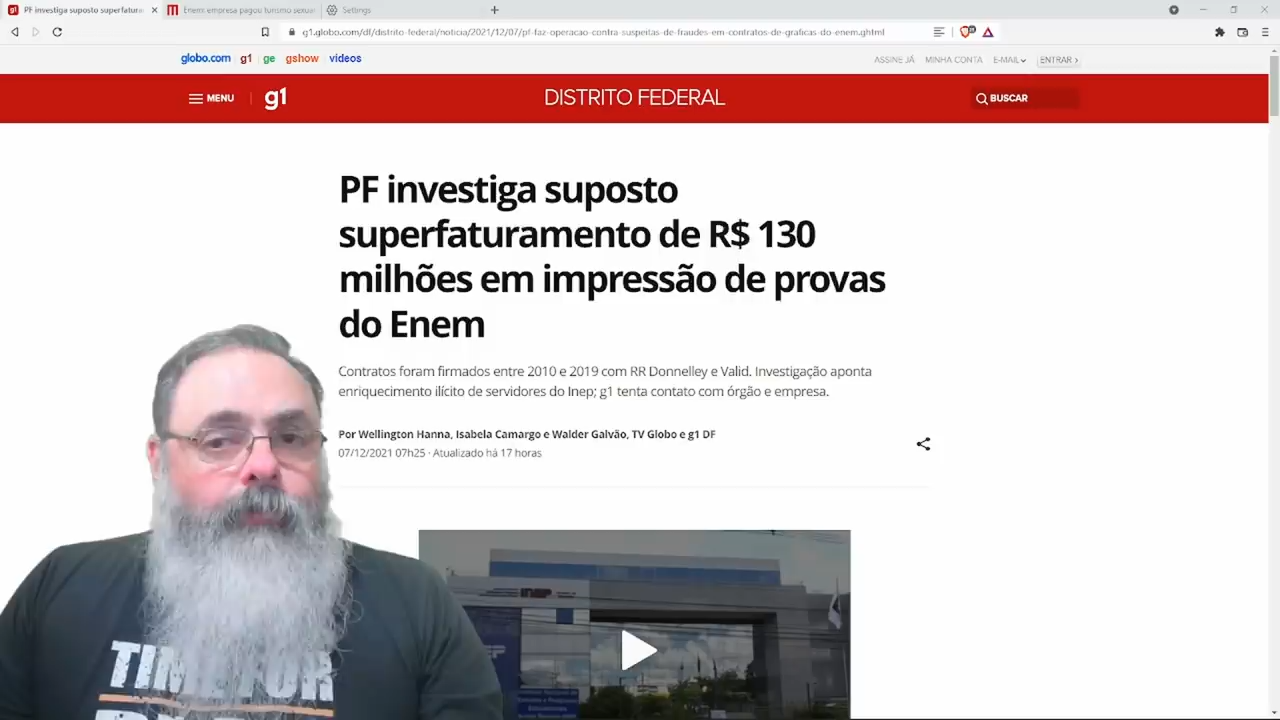 PF investiga suposto superfatura
Enem: empresa pagou turismo sexual
Settings
g1.globo.com/df/distrito-federal/noticia/2021/12/07/pf-faz-operacao-contra-suspeitas-de-fraudes-em-contratos-de-graficas-do-enem.ghtml
globo.com g1 ge gshow vídeos
ASSINE JÁ MINHA CONTA E-MAIL ENTRAR
MENU g1 DISTRITO FEDERAL BUSCAR
PF investiga suposto
superfaturamento de R$ 130
milhões em impressão de provas
do Enem
Contratos foram firmados entre 2010 e 2019 com RR Donnelley e Valid. Investigação aponta
enriquecimento ilícito de servidores do Inep; g1 tenta contato com órgão e empresa.
Por Wellington Hanna, Isabela Camargo e Walder Galvão, TV Globo e g1 DF
07/12/2021 07h25 · Atualizado há 17 horas
INEP